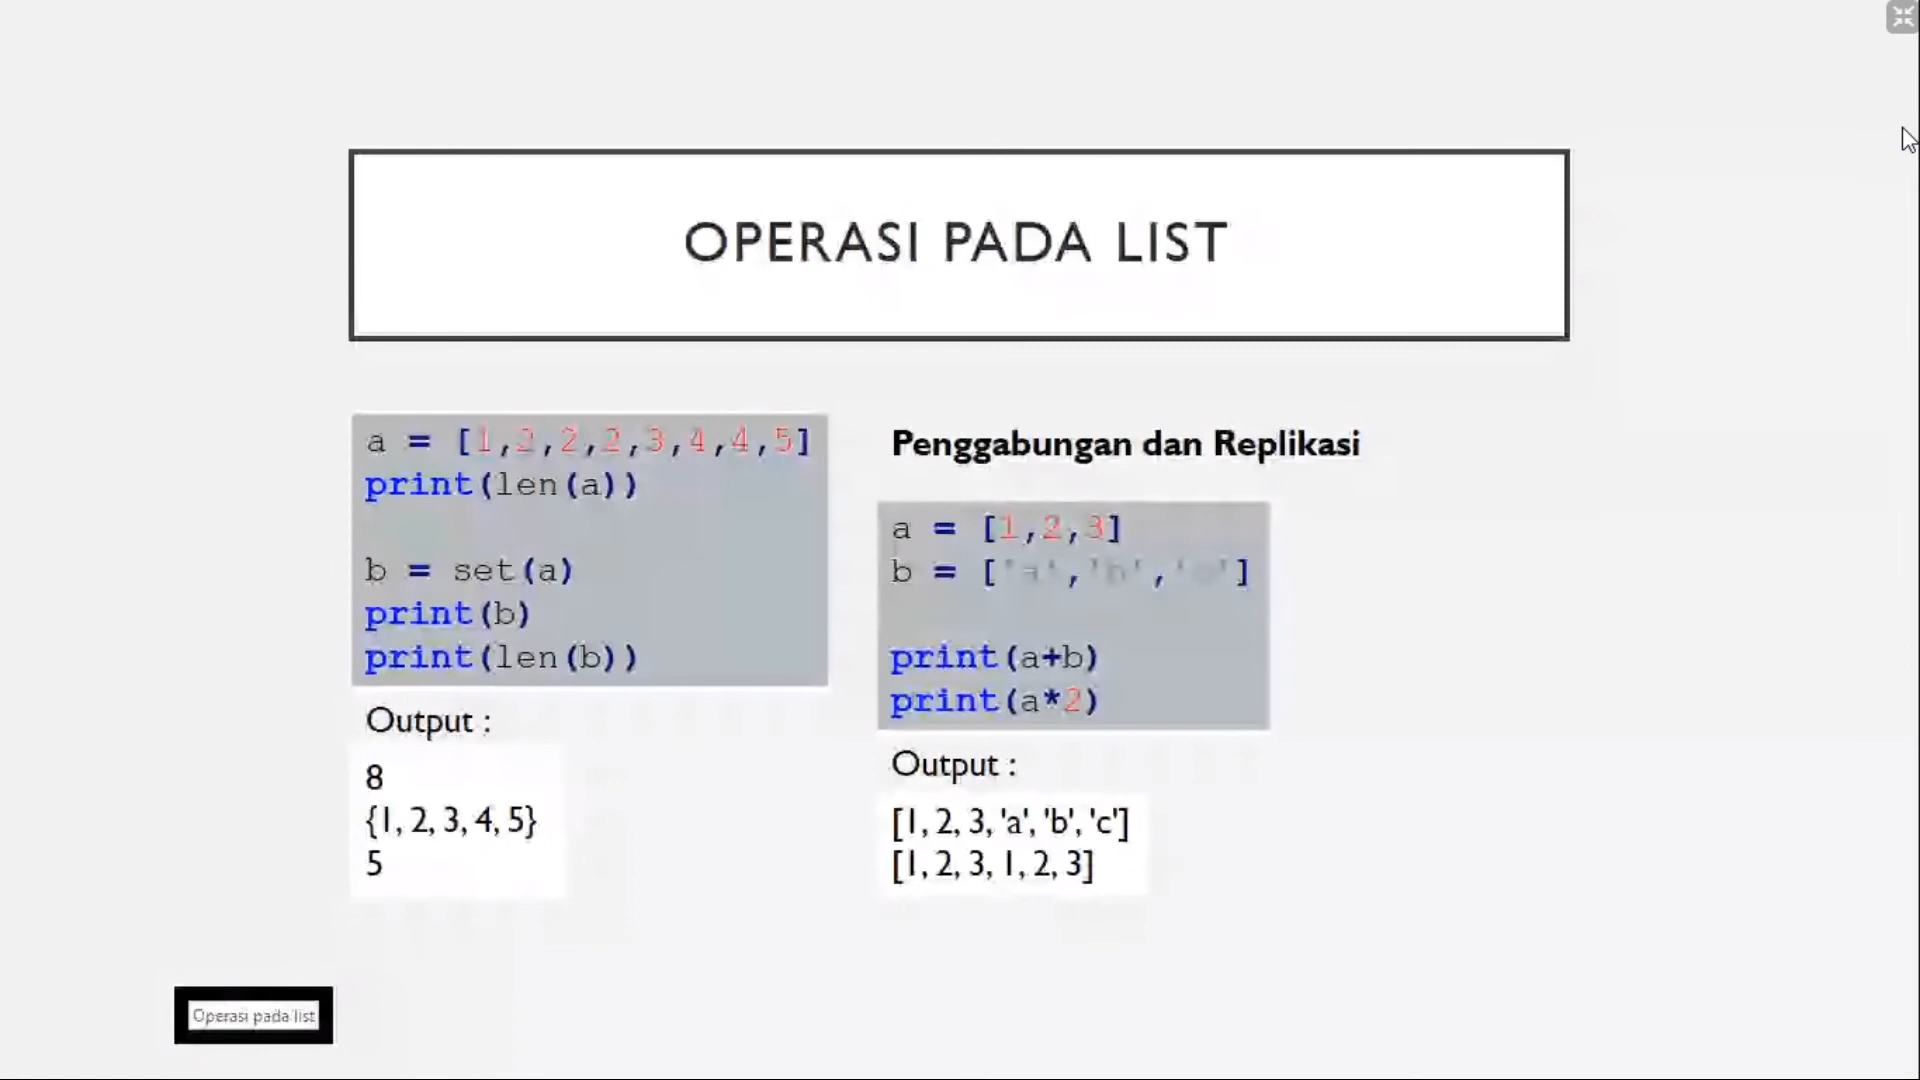 OPERASI PADA LIST
a = [1,2,2,2,3,4,4,5]
print(len(a))
b = set(a)
print(b)
print(len(b))
Output :
8
{1, 2, 3, 4, 5}
5
Penggabungan dan Replikasi
a = [1,2,3]
b = ['a','b','c']
print(a+b)
print(a*2)
Output :
[1, 2, 3, 'a', 'b', 'c']
[1, 2, 3, 1, 2, 3]
Operasi pada list